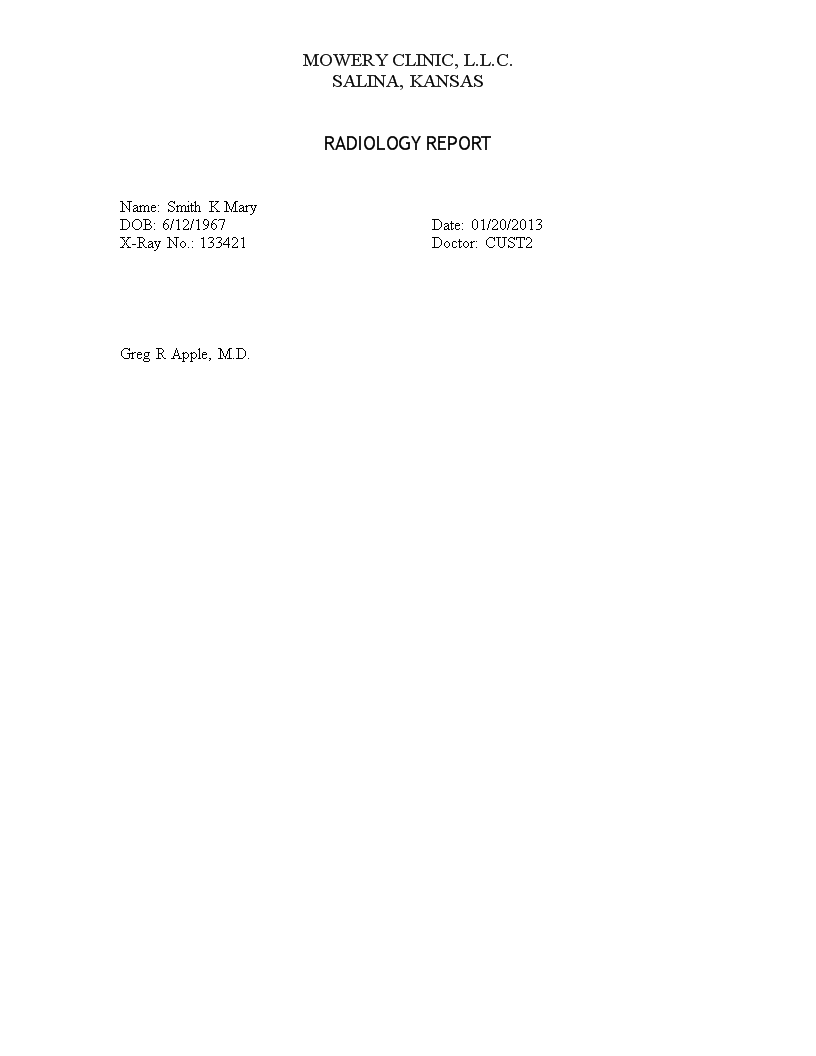 MOWERY CLINIC, L.L.C.
SALINA, KANSAS
RADIOLOGY REPORT
Name: Smith K Mary
DOB: 6/12/1967 Date: 01/20/2013
X-Ray No.: 133421 Doctor: CUST2
Greg R Apple, M.D.